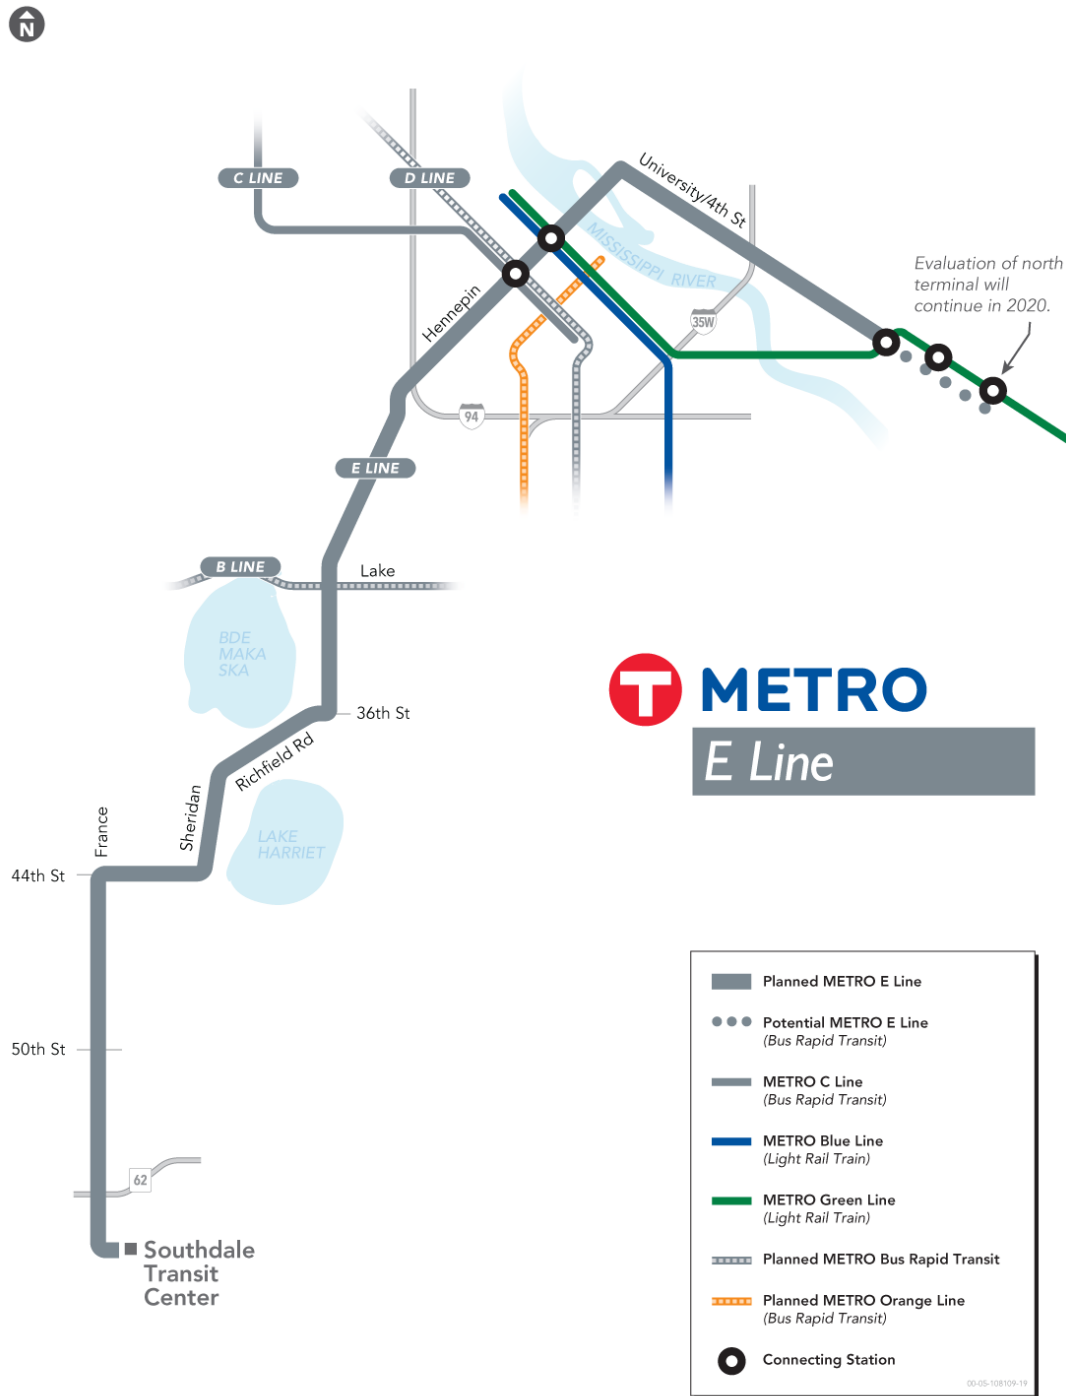 N
C LINE
D LINE
University/4th St
MISSISSIPPI RIVER
Evaluation of north
terminal will
continue in 2020.
Hennepin
35W
94
E LINE
B LINE
Lake
BDE
MAKA
SKA
36th St
Richfield Rd
Sheridan
LAKE
HARRIET
France
44th St
50th St
62
Southdale
Transit
Center
T METRO
E Line
Planned METRO E Line
Potential METRO E Line
(Bus Rapid Transit)
METRO C Line
(Bus Rapid Transit)
METRO Blue Line
(Light Rail Train)
METRO Green Line
(Light Rail Train)
Planned METRO Bus Rapid Transit
Planned METRO Orange Line
(Bus Rapid Transit)
Connecting Station
00-05-108109-19